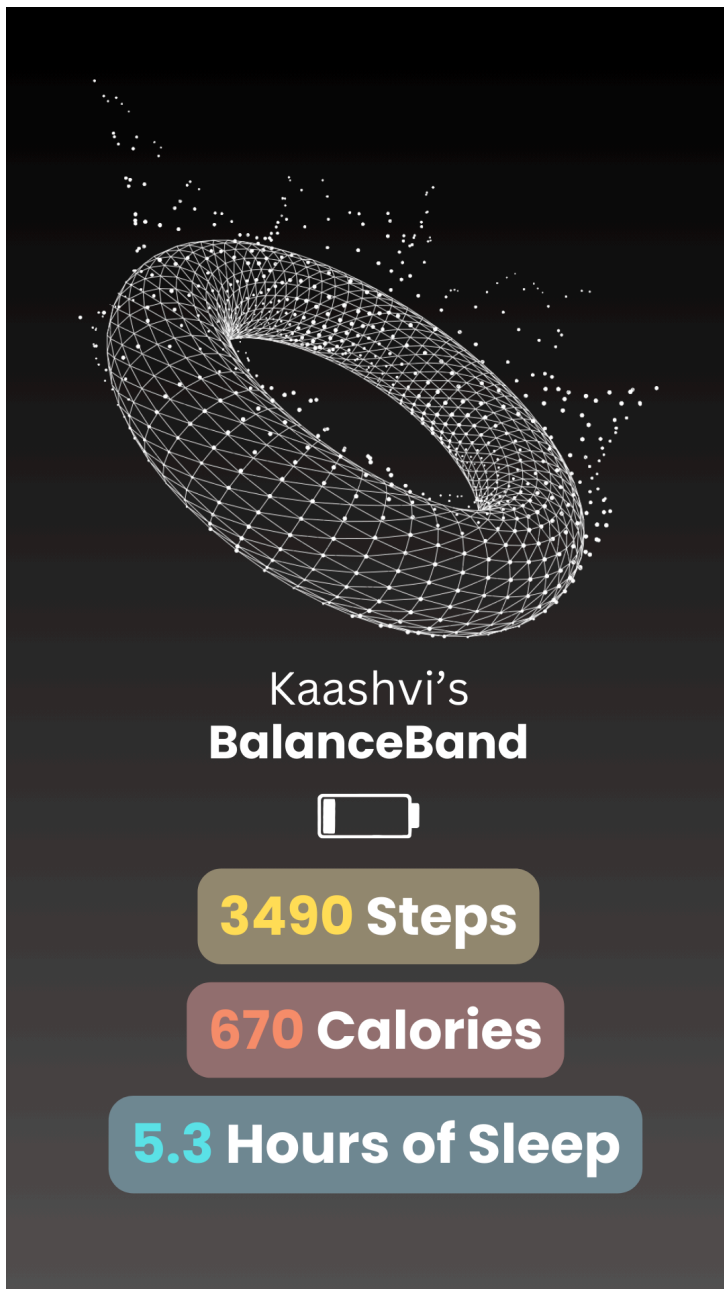 Kaashvi’s
BalanceBand
3490 Steps
670 Calories
5.3 Hours of Sleep